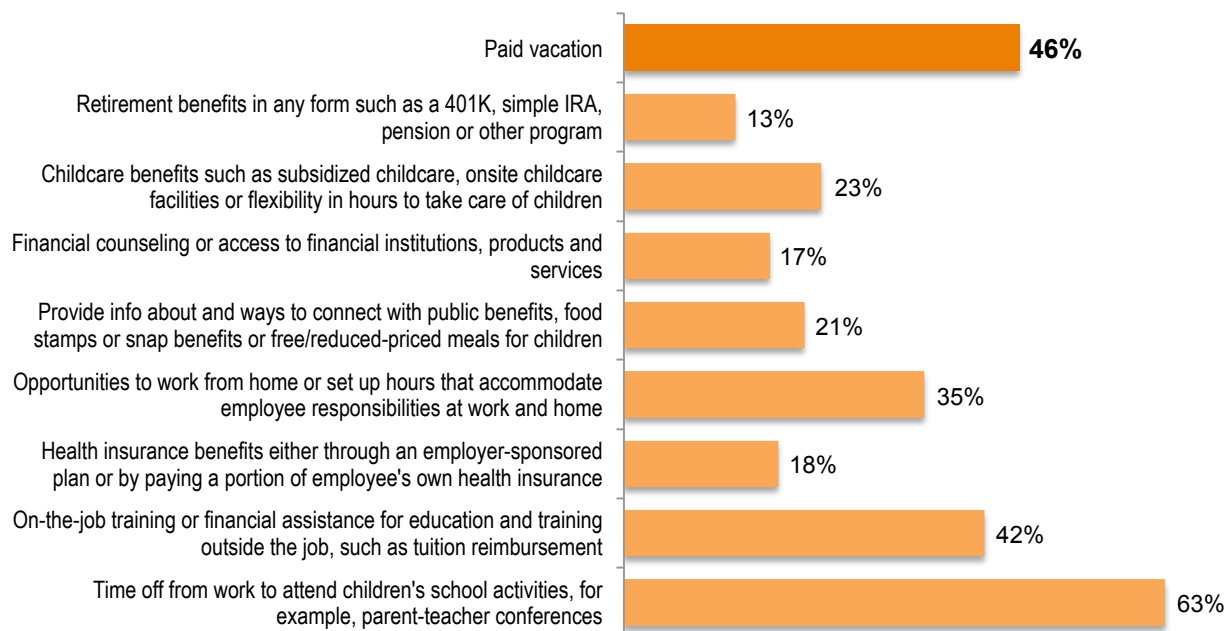 Paid vacation
46%
Retirement benefits in any form such as a 401K, simple IRA,
pension or other program
13%
Childcare benefits such as subsidized childcare, onsite childcare
facilities or flexibility in hours to take care of children
23%
Financial counseling or access to financial institutions, products and
services
17%
Provide info about and ways to connect with public benefits, food
stamps or snap benefits or free/reduced-priced meals for children
21%
Opportunities to work from home or set up hours that accommodate
employee responsibilities at work and home
35%
Health insurance benefits either through an employer-sponsored
plan or by paying a portion of employee's own health insurance
18%
On-the-job training or financial assistance for education and training
outside the job, such as tuition reimbursement
42%
Time off from work to attend children's school activities, for
example, parent-teacher conferences
63%